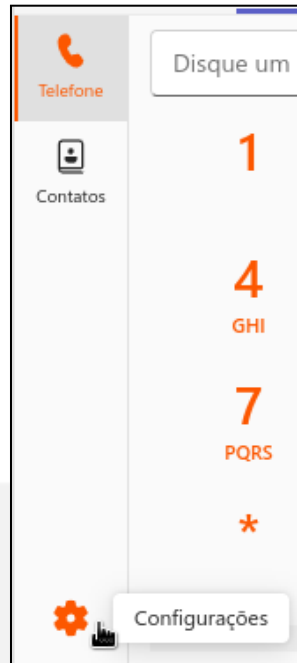 Telefone
Disque um
Contatos
1
4
GHI
7
PQRS
*
Configurações